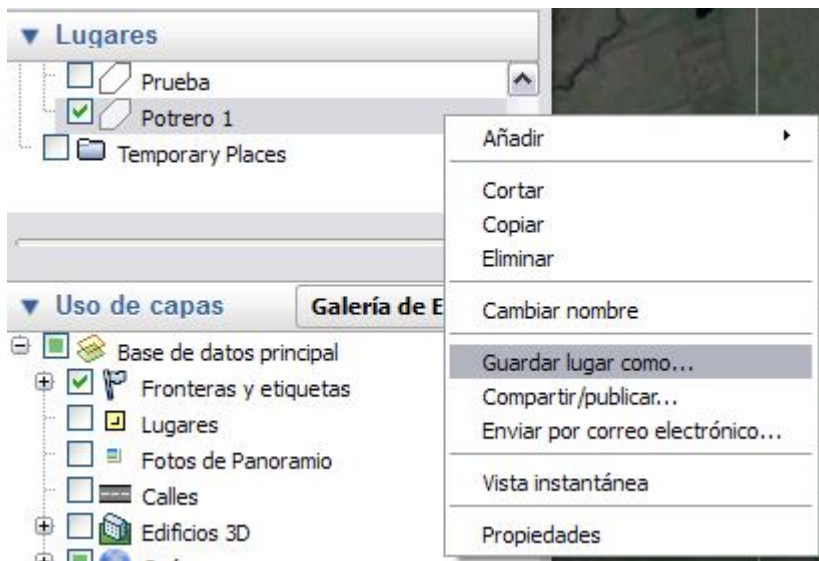 Lugares
Prueba
Potrero 1
Temporary Places
Añadir
Cortar
Copiar
Eliminar
Cambiar nombre
Guardar lugar como...
Compartir/publicar...
Enviar por correo electrónico...
Vista instantánea
Propiedades
Uso de capas
Galería de E
Base de datos principal
Fronteras y etiquetas
Lugares
Fotos de Panoramio
Calles
Edificios 3D